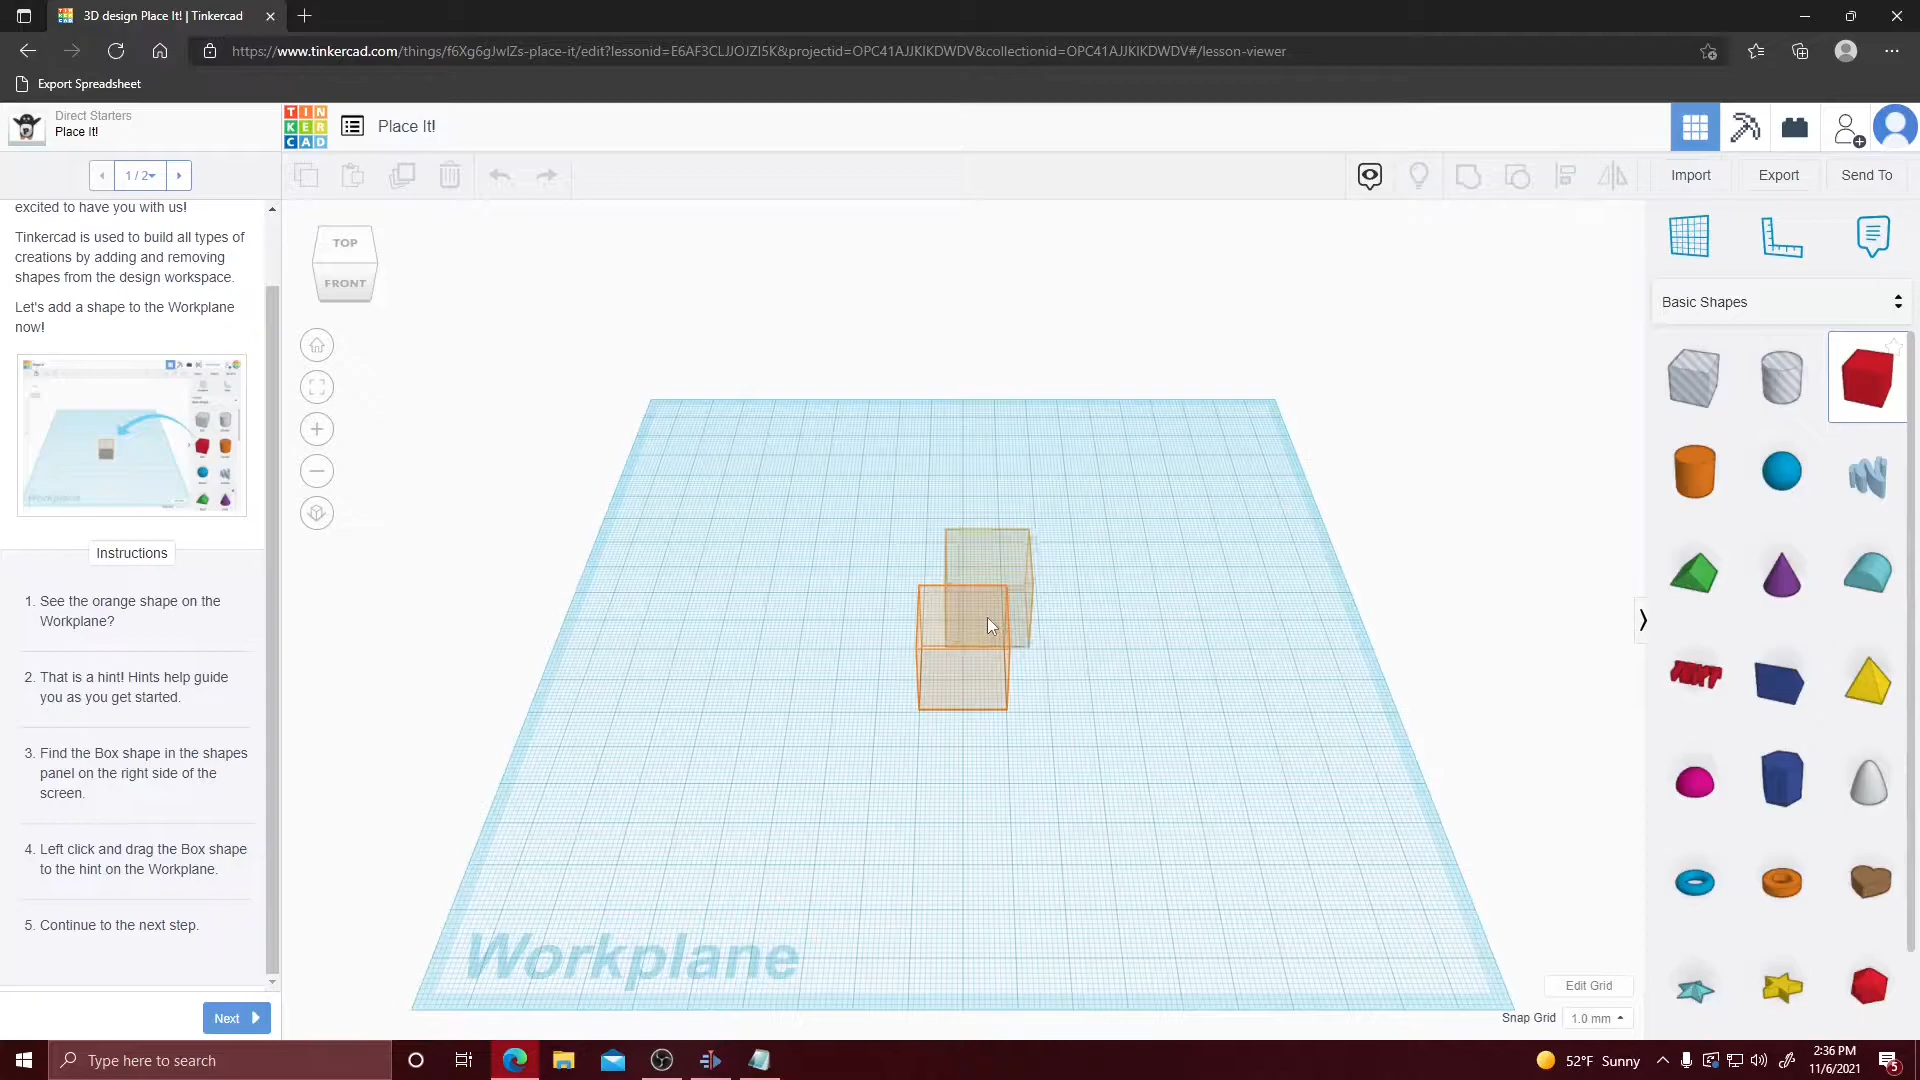 3D design Place It! | Tinkercad
https://www.tinkercad.com/things/f6Xg6gJwIZs-place-it/edit?lessonid=E6AF3CLJJOJZI5K&projectid=OPC41AJJKIKDWDV&collectionid=OPC41AJJKIKDWDV#/lesson-viewer
Export Spreadsheet
Direct Starters
Place It!
TIN
KER
CAD
Place It!
1 / 2
Import
Export
Send To
excited to have you with us!
Tinkercad is used to build all types of
creations by adding and removing
shapes from the design workspace.
Let's add a shape to the Workplane
now!
Instructions
1. See the orange shape on the
Workplane?
2. That is a hint! Hints help guide
you as you get started.
3. Find the Box shape in the shapes
panel on the right side of the
screen.
4. Left click and drag the Box shape
to the hint on the Workplane.
5. Continue to the next step.
Next
TOP
FRONT
Workplane
Basic Shapes
TEXT
Edit Grid
Snap Grid
1.0 mm
Type here to search
52°F Sunny
2:36 PM
11/6/2021
5